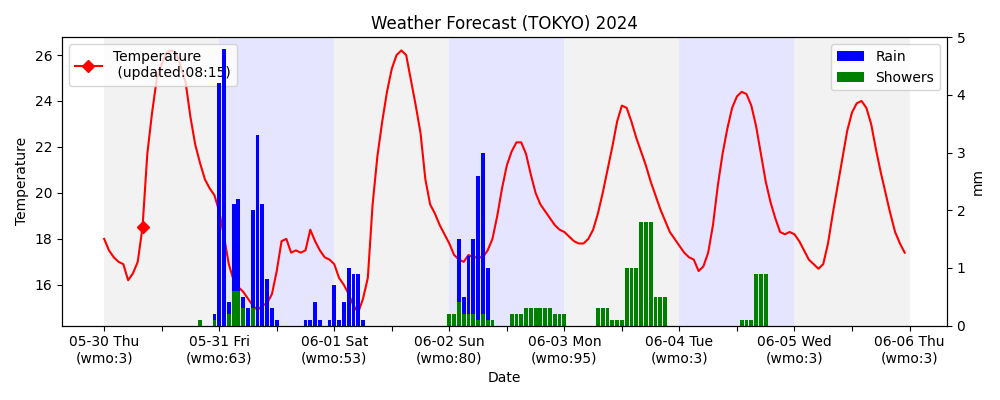 Weather Forecast (TOKYO) 2024
Temperature
(updated:08:15)
Rain
Showers
26
24
22
20
18
16
Temperature
5
4
3
2
1
0
mm
05-30 Thu
(wmo:3)
05-31 Fri
(wmo:63)
06-01 Sat
(wmo:53)
06-02 Sun
(wmo:80)
06-03 Mon
(wmo:95)
06-04 Tue
(wmo:3)
06-05 Wed
(wmo:3)
06-06 Thu
(wmo:3)
Date